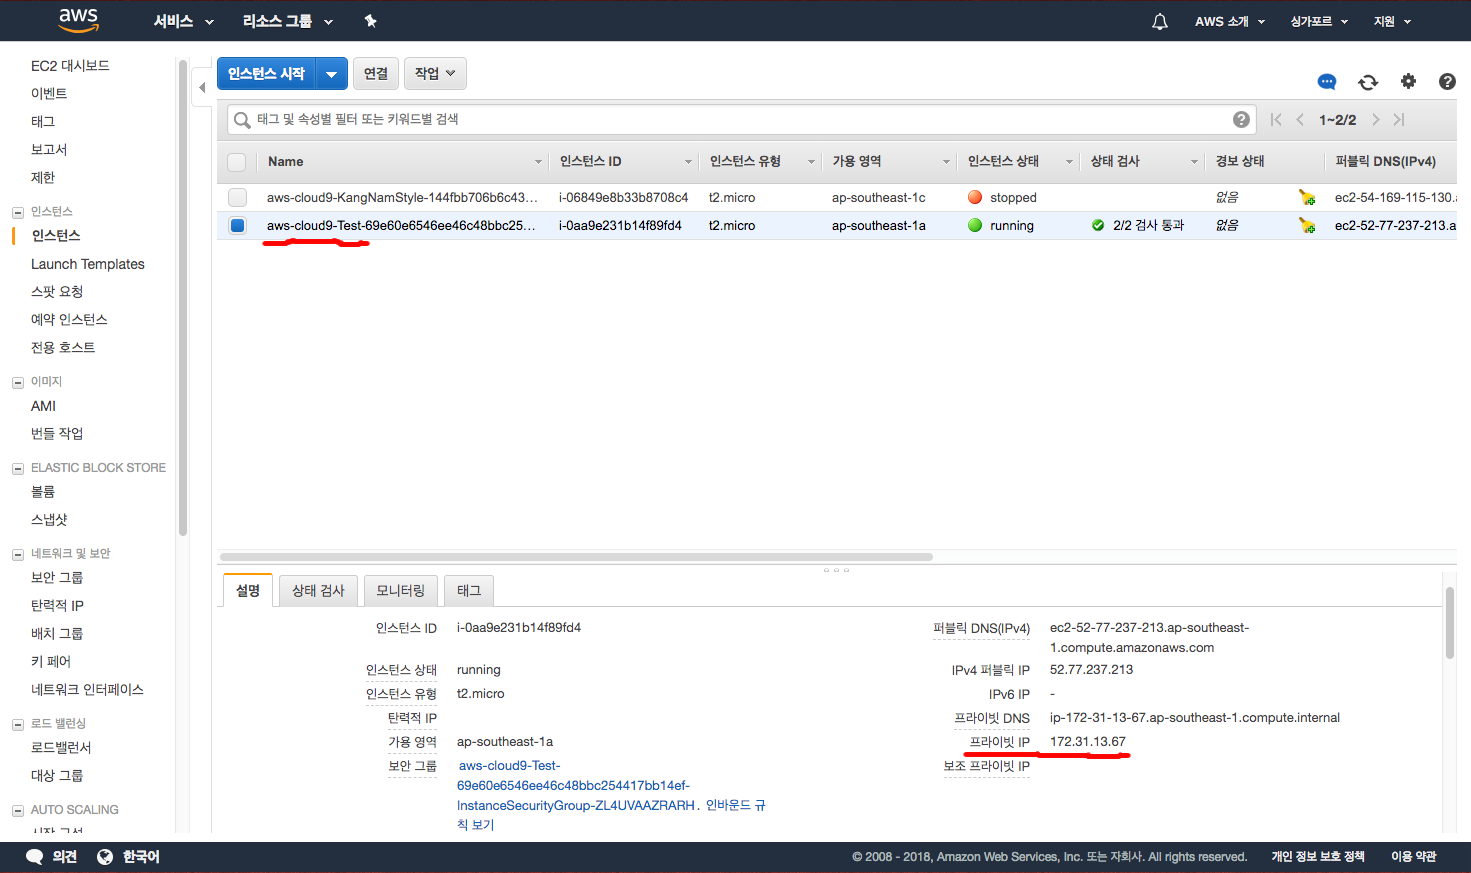 aws 서비스 리소스 그룹 AWS 소개 싱가포르 지원
EC2 대시보드
이벤트
태그
보고서
제한
인스턴스
인스턴스
Launch Templates
스팟 요청
예약 인스턴스
전용 호스트
이미지
AMI
번들 작업
ELASTIC BLOCK STORE
볼륨
스냅샷
네트워크 및 보안
보안 그룹
탄력적 IP
배치 그룹
키 페어
네트워크 인터페이스
로드 밸런싱
로드밸런서
대상 그룹
AUTO SCALING
인스턴스 시작 연결 작업
태그 및 속성별 필터 또는 키워드별 검색 1~2/2
Name 인스턴스 ID 인스턴스 유형 가용 영역 인스턴스 상태 상태 검사 경보 상태 퍼블릭 DNS(IPv4)
aws-cloud9-KangNamStyle-144fbb706b6c43... i-06849e8b33b8708c4 t2.micro ap-southeast-1c stopped 없음 ec2-54-169-115-130.
aws-cloud9-Test-69e60e6546ee46c48bbc25... i-0aa9e231b14f89fd4 t2.micro ap-southeast-1a running 2/2 검사 통과 없음 ec2-52-77-237-213.a
설명 상태 검사 모니터링 태그
인스턴스 ID i-0aa9e231b14f89fd4
인스턴스 상태 running
인스턴스 유형 t2.micro
탄력적 IP
가용 영역 ap-southeast-1a
보안 그룹 aws-cloud9-Test-
69e60e6546ee46c48bbc254417bb14ef-
InstanceSecurityGroup-ZL4UVAAZRARH . 인바운드 규
칙 보기
퍼블릭 DNS(IPv4) ec2-52-77-237-213.ap-southeast-
1.compute.amazonaws.com
IPv4 퍼블릭 IP 52.77.237.213
IPv6 IP -
프라이빗 DNS ip-172-31-13-67.ap-southeast-1.compute.internal
프라이빗 IP 172.31.13.67
보조 프라이빗 IP
의견 한국어 © 2008 - 2018, Amazon Web Services, Inc. 또는 자회사. All rights reserved. 개인 정보 보호 정책 이용 약관